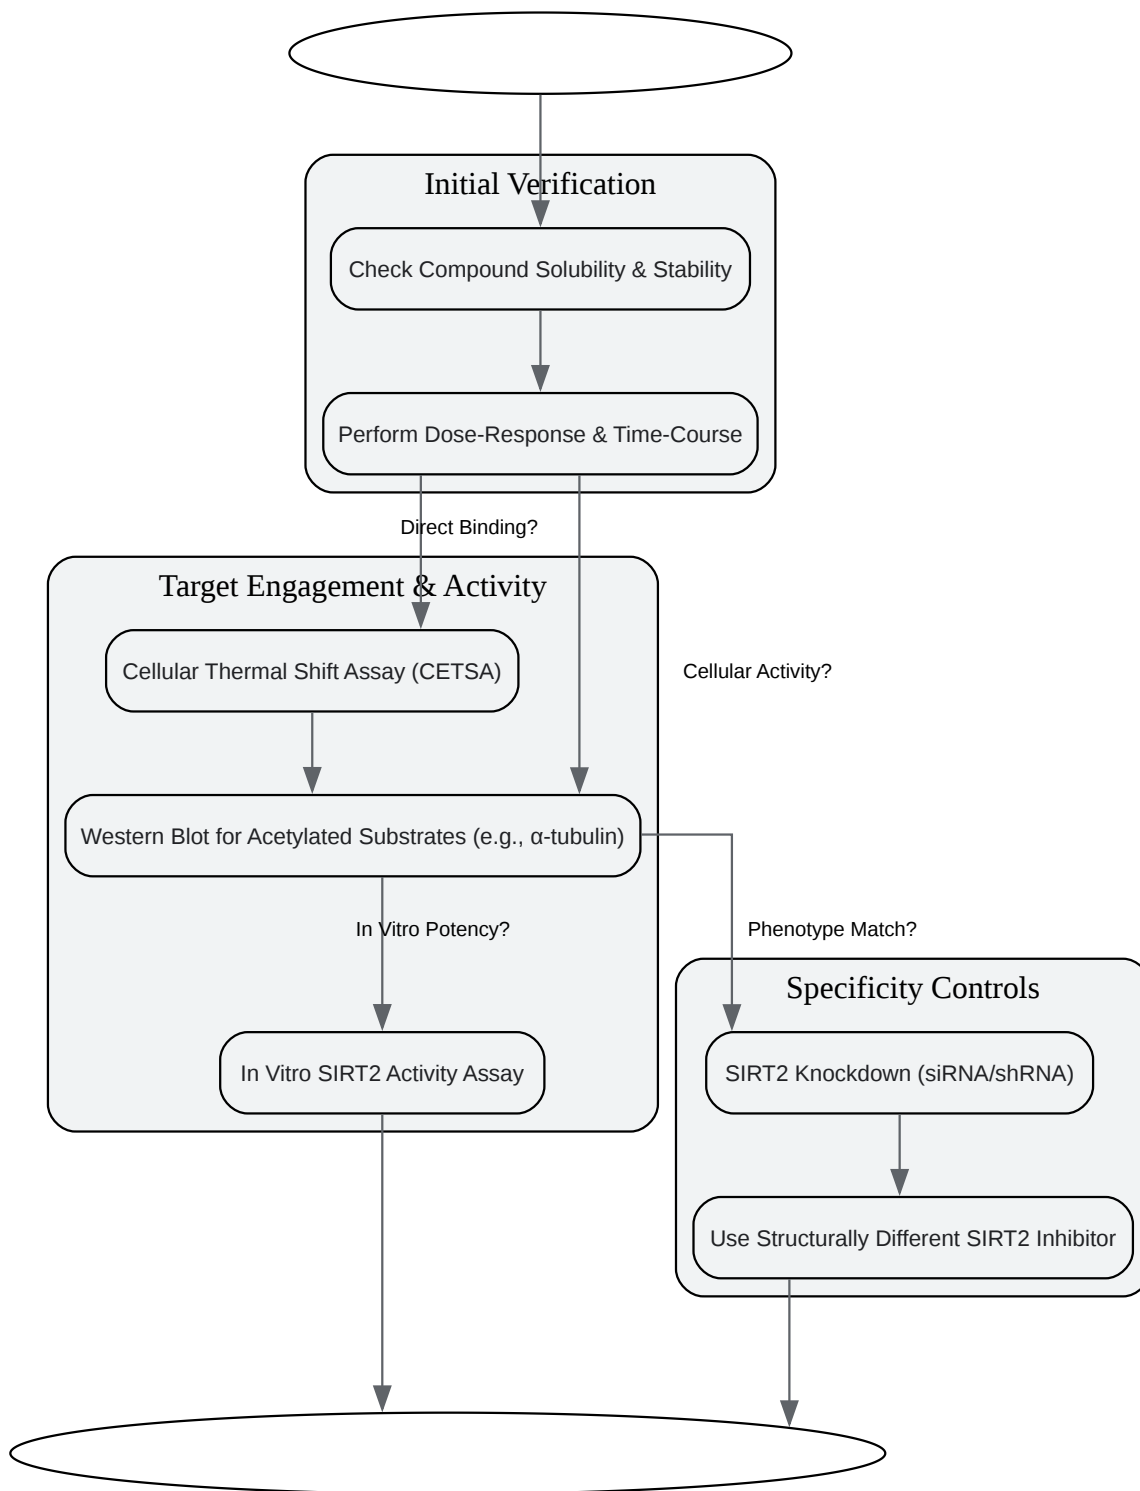 Initial Verification
Check Compound Solubility & Stability
Perform Dose-Response & Time-Course
Direct Binding?
Target Engagement & Activity
Cellular Thermal Shift Assay (CETSA)
Cellular Activity?
Western Blot for Acetylated Substrates (e.g., α-tubulin)
In Vitro Potency?
Phenotype Match?
Specificity Controls
In Vitro SIRT2 Activity Assay
SIRT2 Knockdown (siRNA/shRNA)
Use Structurally Different SIRT2 Inhibitor